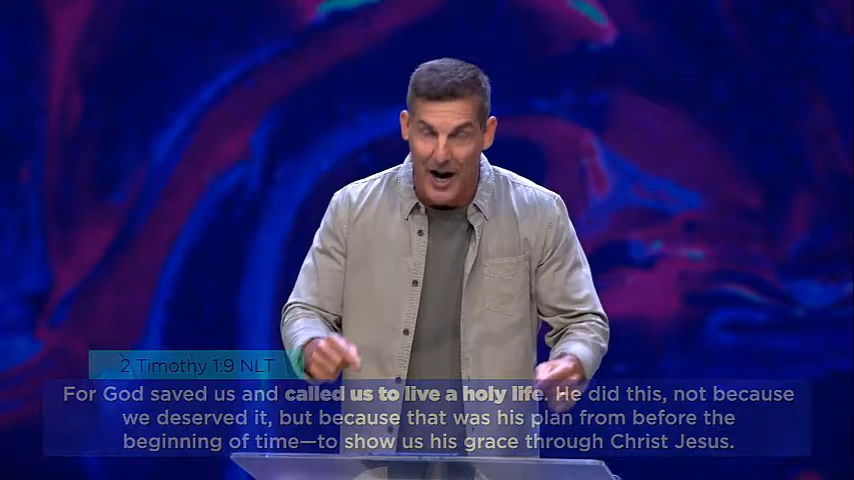 2 Timothy 1:9 NLT
For God saved us and called us to live a holy life. He did this, not because
we deserved it, but because that was his plan from before the
beginning of time—to show us his grace through Christ Jesus.